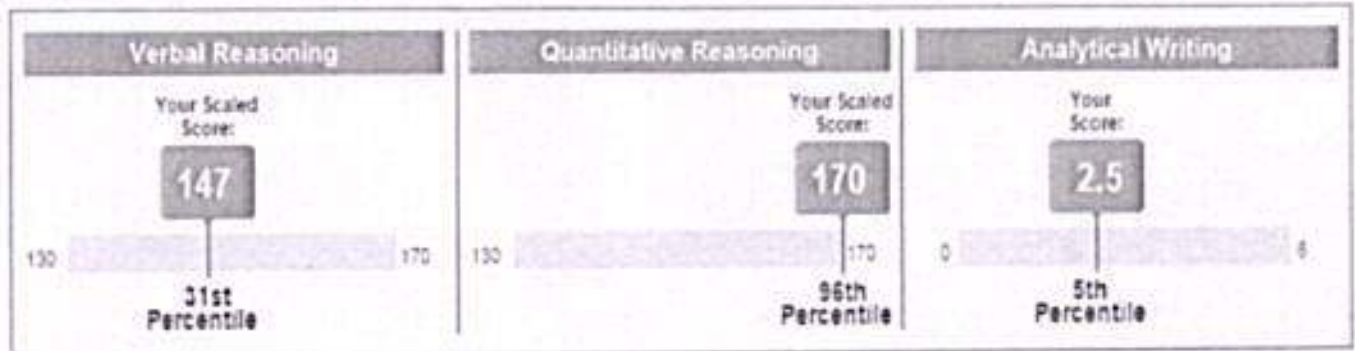 Verbal Reasoning
Your Scaled
Score:
147
130
170
31st
Percentile
Quantitative Reasoning
Your Scaled
Score:
170
130
170
96th
Percentile
Analytical Writing
Your
Score:
2.5
0
6
5th
Percentile